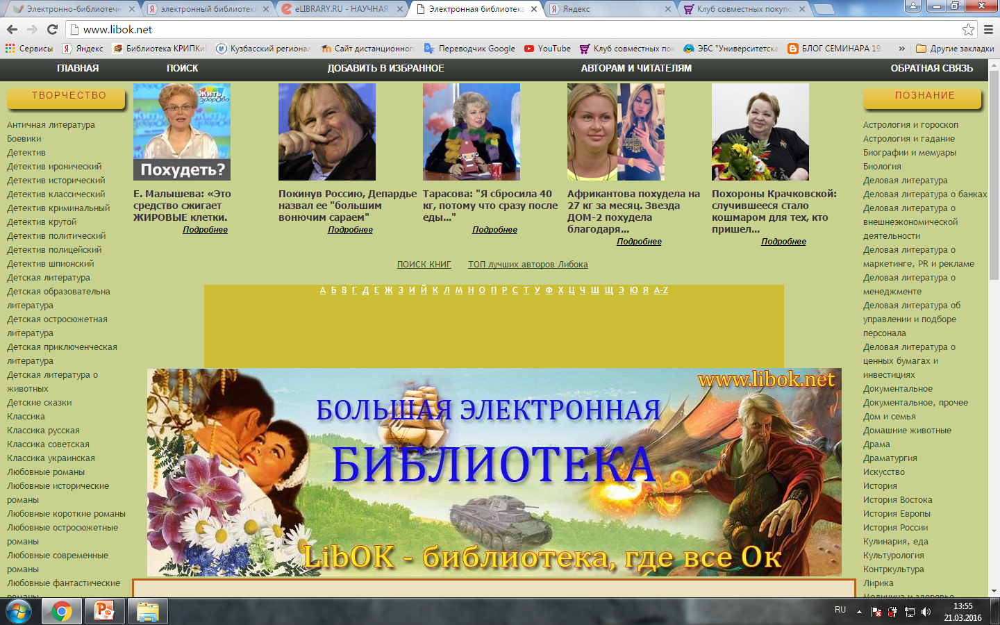 Электронно-библиотечн
электронный библиотек
eLIBRARY.RU - НАУЧНАЯ
Электронная библиотека
Яндекс
Клуб совместных покупо
www.libok.net
Сервисы
Яндекс
Библиотека КРИПКи
Кузбасский регионал
Сайт дистанционног
Переводчик Google
YouTube
Клуб совместных пок
ЭБС "Университетска
БЛОГ СЕМИНАРА 19.
»
Другие закладки
ГЛАВНАЯ
ПОИСК
ДОБАВИТЬ В ИЗБРАННОЕ
АВТОРАМ И ЧИТАТЕЛЯМ
ОБРАТНАЯ СВЯЗЬ
ТВОРЧЕСТВО
Античная литература
Боевики
Детектив
Детектив иронический
Детектив исторический
Детектив классический
Детектив криминальный
Детектив крутой
Детектив политический
Детектив полицейский
Детектив шпионский
Детская литература
Детская образовательна
литература
Детская остросюжетная
литература
Детская приключенческая
литература
Детская литература о
животных
Детские сказки
Классика
Классика русская
Классика советская
Классика украинская
Любовные романы
Любовные исторические
романы
Любовные короткие романы
Любовные остросюжетные
романы
Любовные современные
романы
Любовные фантастические
романы
Жить
здорово
Похудеть?
Е. Малышева: «Это
средство сжигает
ЖИРОВЫЕ клетки.
Подробнее
Покинув Россию, Депардье
назвал ее "большим
вонючим сараем"
Подробнее
Тарасова: "Я сбросила 40
кг, потому что сразу после
еды..."
Подробнее
Африкантова похудела на
27 кг за месяц. Звезда
ДОМ-2 похудела
благодаря...
Подробнее
Похороны Крачковской:
случившееся стало
кошмаром для тех, кто
пришел...
Подробнее
ПОИСК КНИГ
ТОП лучших авторов Либока
А Б В Г Д Е Ж З И Й К Л М Н О П Р С Т У Ф Х Ц Ч Ш Щ Э Ю Я A-Z
www.libok.net
БОЛЬШАЯ ЭЛЕКТРОННАЯ
БИБЛИОТЕКА
LibOK - библиотека, где все Ок
ПОЗНАНИЕ
Астрология и гороскоп
Астрология и гадание
Биографии и мемуары
Биология
Деловая литература
Деловая литература о банках
Деловая литература о
внешнеэкономической
деятельности
Деловая литература о
маркетинге, PR и рекламе
Деловая литература о
менеджменте
Деловая литература об
управлении и подборе
персонала
Деловая литература о
ценных бумагах и
инвестициях
Документальное
Документальное, прочее
Дом и семья
Домашние животные
Драма
Драматургия
Искусство
История
История Востока
История Европы
История России
Кулинария, еда
Культурология
Контркультура
Лирика
Медицина и здоровье
RU
13:55
21.03.2016